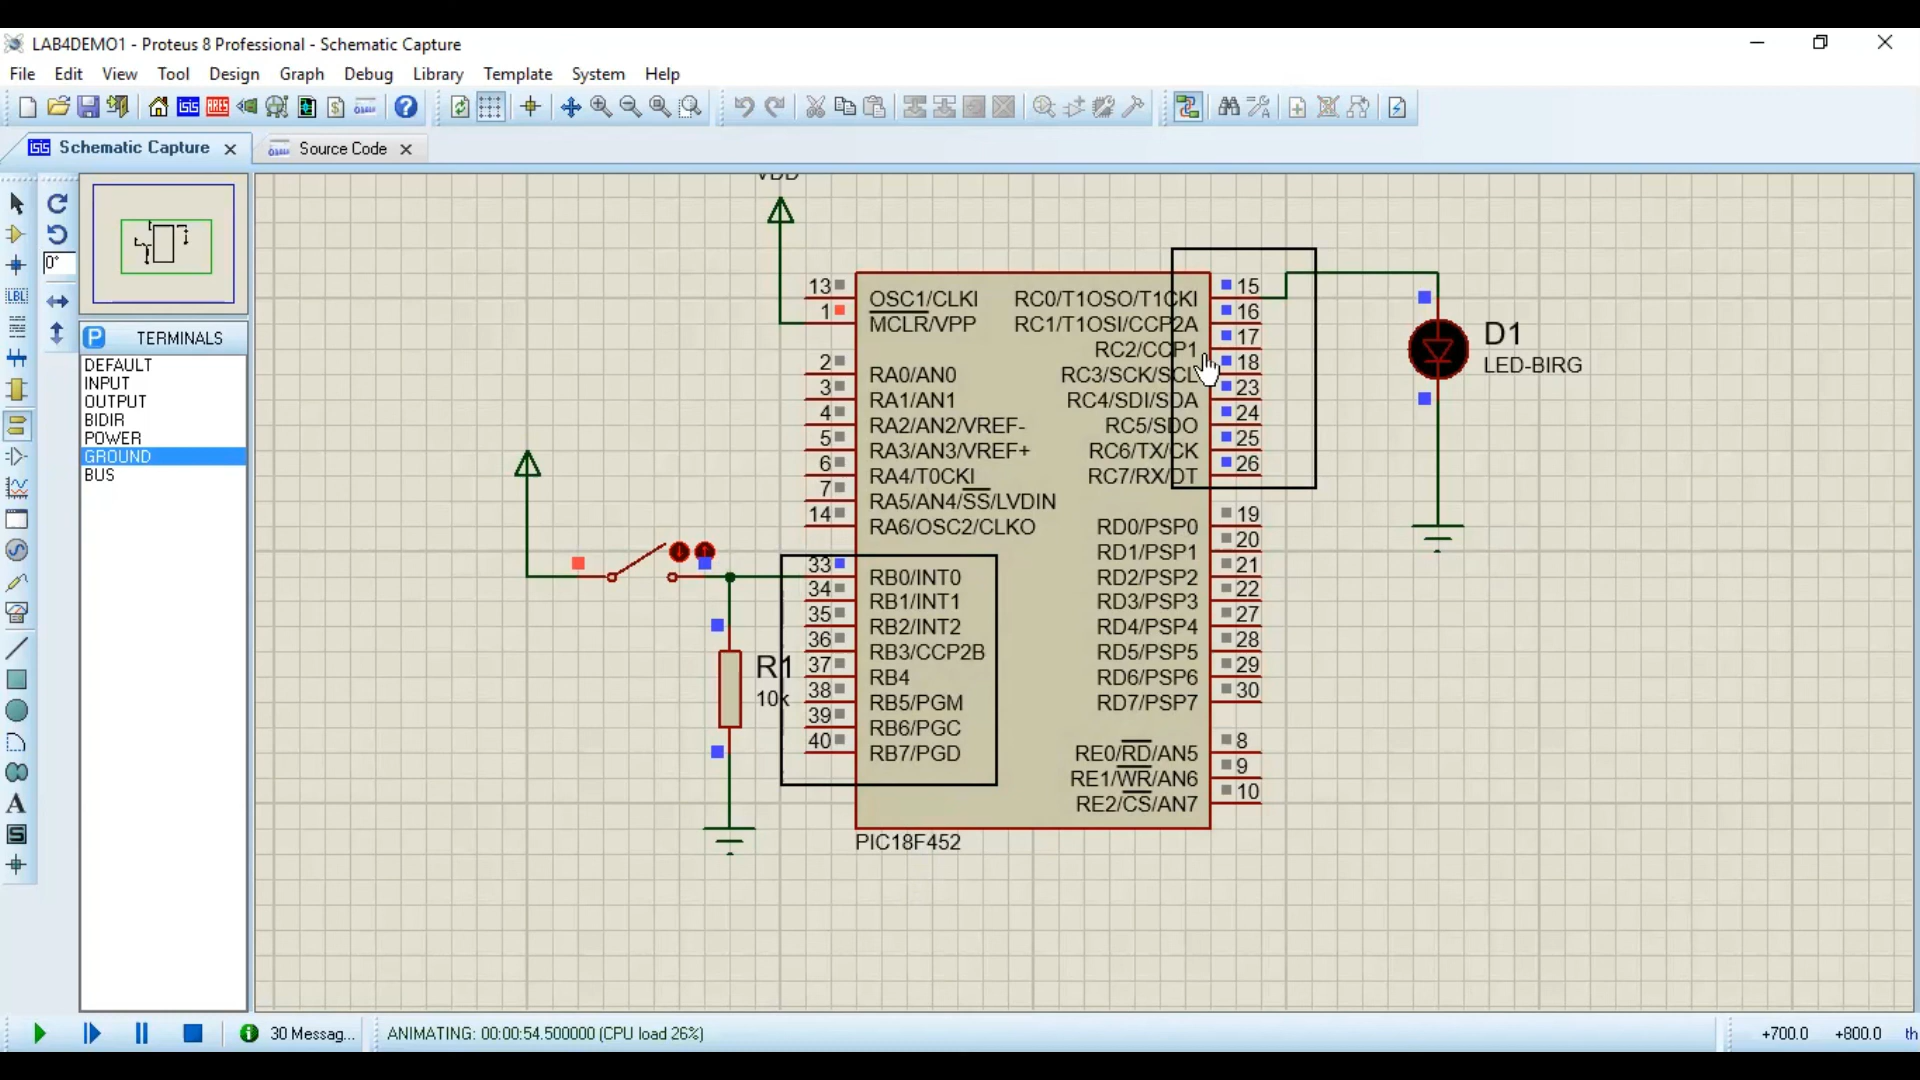 LAB4DEMO1 - Proteus 8 Professional - Schematic Capture
File Edit View Tool Design Graph Debug Library Template System Help
Schematic Capture
Source Code
0°
TERMINALS
DEFAULT
INPUT
OUTPUT
BIDIR
POWER
GROUND
BUS
VDD
13 OSC1/CLKI
1 MCLR/VPP
2 RA0/AN0
3 RA1/AN1
4 RA2/AN2/VREF-
5 RA3/AN3/VREF+
6 RA4/T0CKI
7 RA5/AN4/SS/LVDIN
14 RA6/OSC2/CLKO
33 RB0/INT0
34 RB1/INT1
35 RB2/INT2
36 RB3/CCP2B
37 RB4
38 RB5/PGM
39 RB6/PGC
40 RB7/PGD
RC0/T1OSO/T1CKI 15
RC1/T1OSI/CCP2A 16
RC2/CCP1 17
RC3/SCK/SCL 18
RC4/SDI/SDA 23
RC5/SDO 24
RC6/TX/CK 25
RC7/RX/DT 26
RD0/PSP0 19
RD1/PSP1 20
RD2/PSP2 21
RD3/PSP3 22
RD4/PSP4 27
RD5/PSP5 28
RD6/PSP6 29
RD7/PSP7 30
RE0/RD/AN5 8
RE1/WR/AN6 9
RE2/CS/AN7 10
PIC18F452
R1
10k
D1
LED-BIRG
30 Messag...
ANIMATING: 00:00:54.500000 (CPU load 26%)
+700.0 +800.0 th